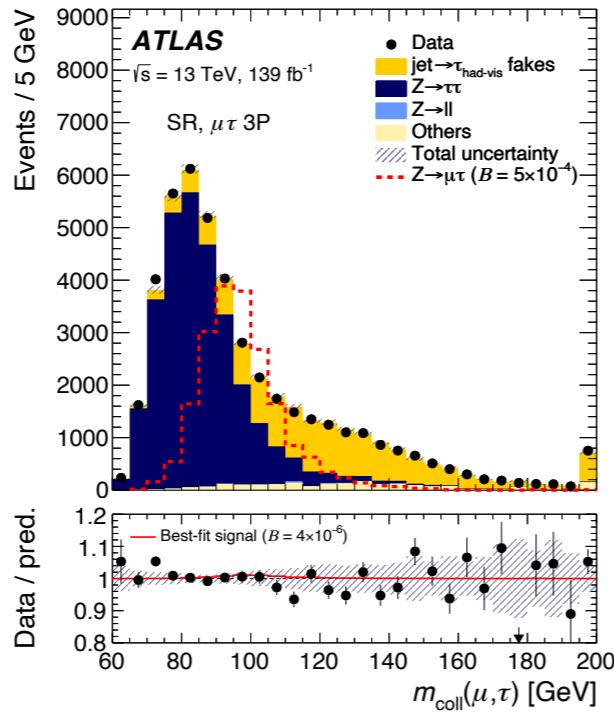 9000
8000
7000
6000
5000
4000
3000
2000
1000
0
Events / 5 GeV
ATLAS
√s = 13 TeV, 139 fb⁻¹
SR, μτ 3P
Data
jet→τhad-vis fakes
Z→ττ
Z→ll
Others
Total uncertainty
Z→μτ (B = 5×10⁻⁴)
1.2
1.1
1
0.9
0.8
Data / pred.
Best-fit signal (B = 4×10⁻⁶)
60 80 100 120 140 160 180 200
mcoll(μ,τ) [GeV]